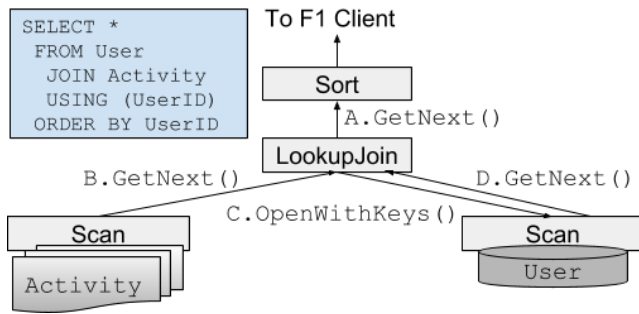 SELECT *
FROM User
JOIN Activity
USING (UserID)
ORDER BY UserID
To F1 Client
Sort
A.GetNext()
LookupJoin
B.GetNext()
D.GetNext()
C.OpenWithKeys()
Scan
Scan
Activity
User